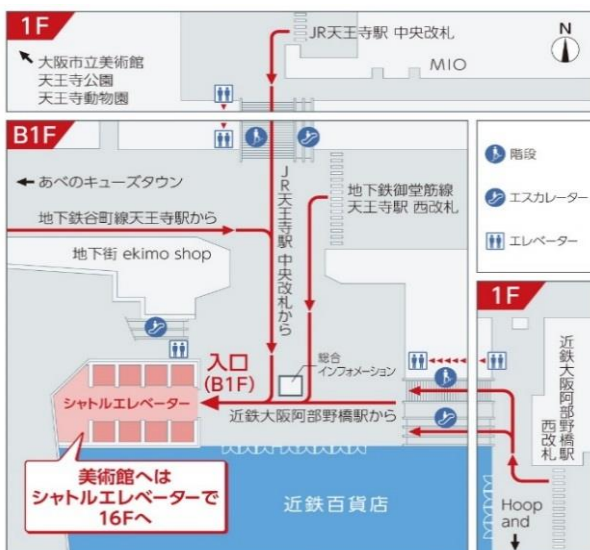 1F
JR天王寺駅 中央改札
MIO
N
大阪市立美術館
天王寺公園
天王寺動物園
B1F
あべのキューズタウン
地下鉄谷町線天王寺駅から
地下街 ekimo shop
JR天王寺駅 中央改札から
地下鉄御堂筋線
天王寺駅 西改札
階段
エスカレーター
エレベーター
入口
(B1F)
総合
インフォメーション
シャトルエレベーター
近鉄大阪阿部野橋駅から
美術館へは
シャトルエレベーターで
16Fへ
近鉄百貨店
1F
近鉄大阪阿部野橋駅
西改札
Hoop
and